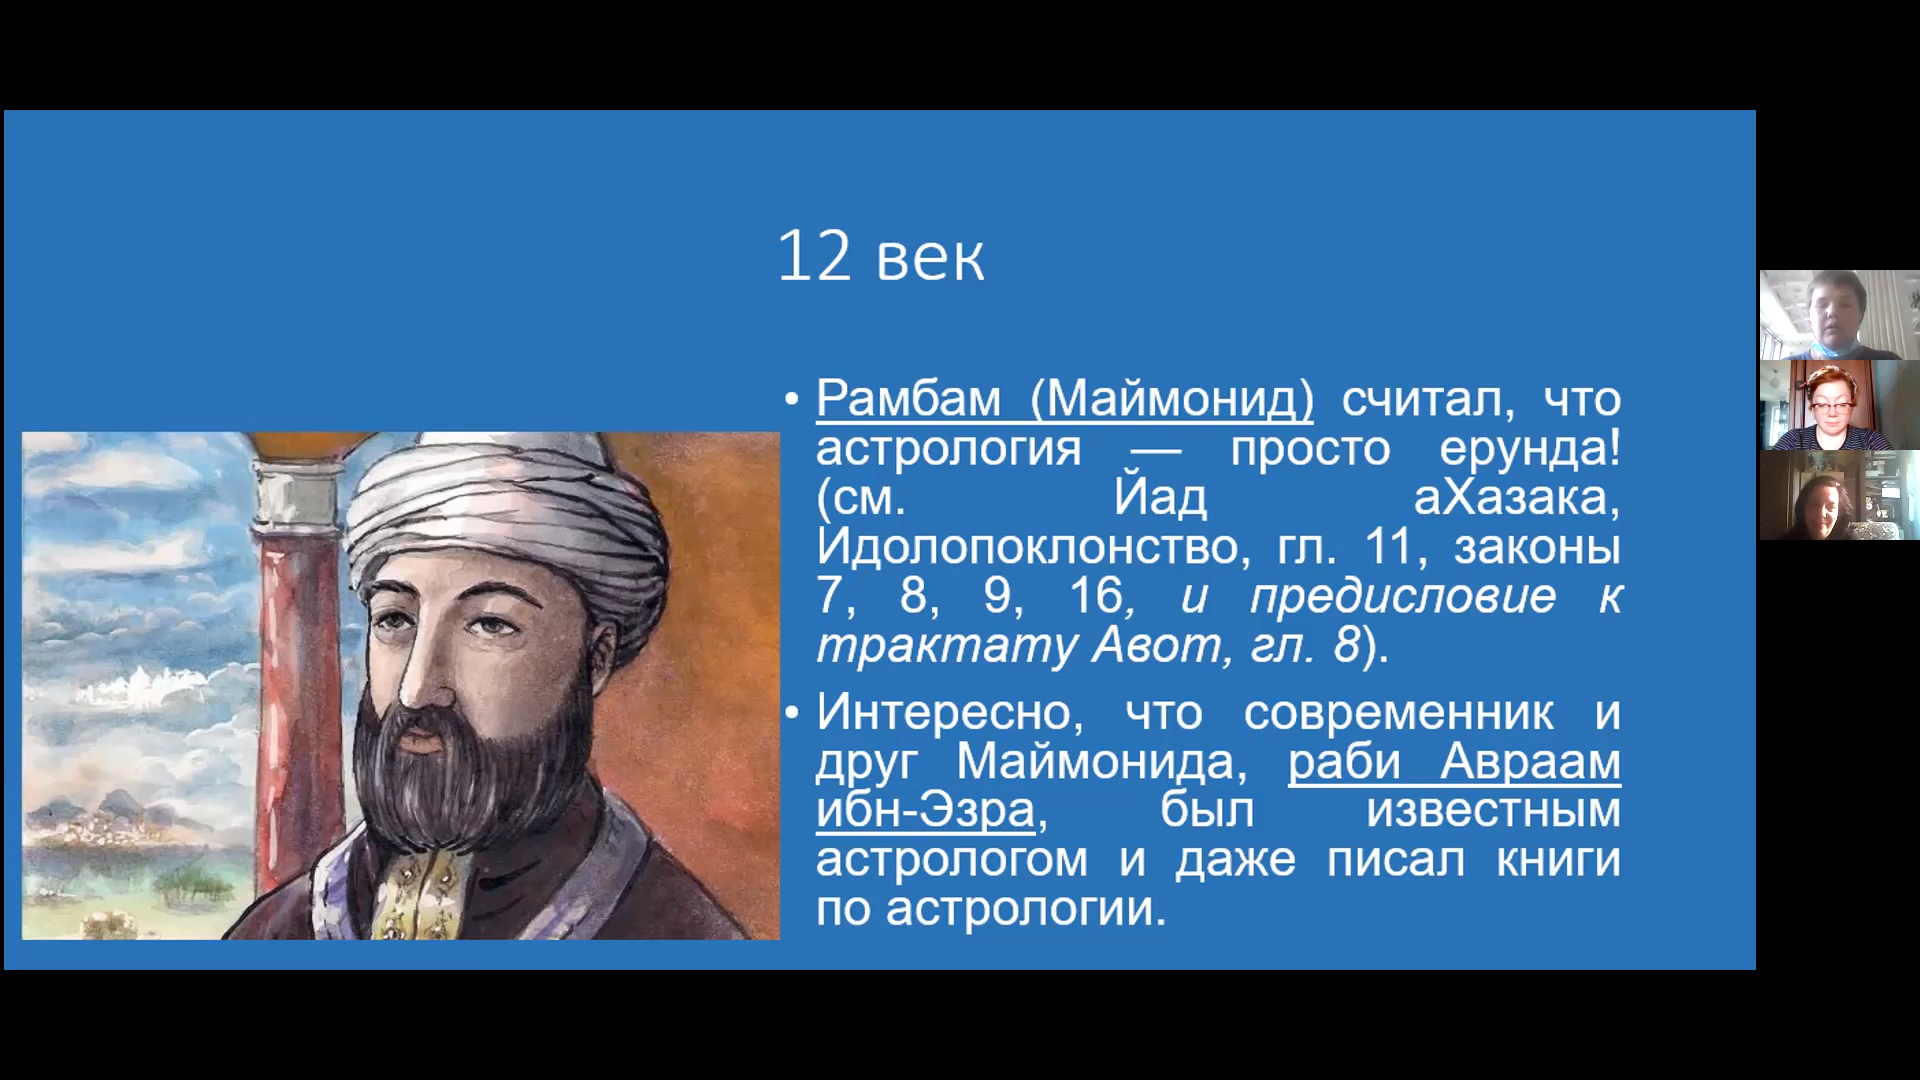 12 век
• Рамбам (Маймонид) считал, что
астрология — просто ерунда!
(см. Йад аХазака,
Идолопоклонство, гл. 11, законы
7, 8, 9, 16, и предисловие к
трактату Авот, гл. 8).
• Интересно, что современник и
друг Маймонида, раби Авраам
ибн-Эзра, был известным
астрологом и даже писал книги
по астрологии.